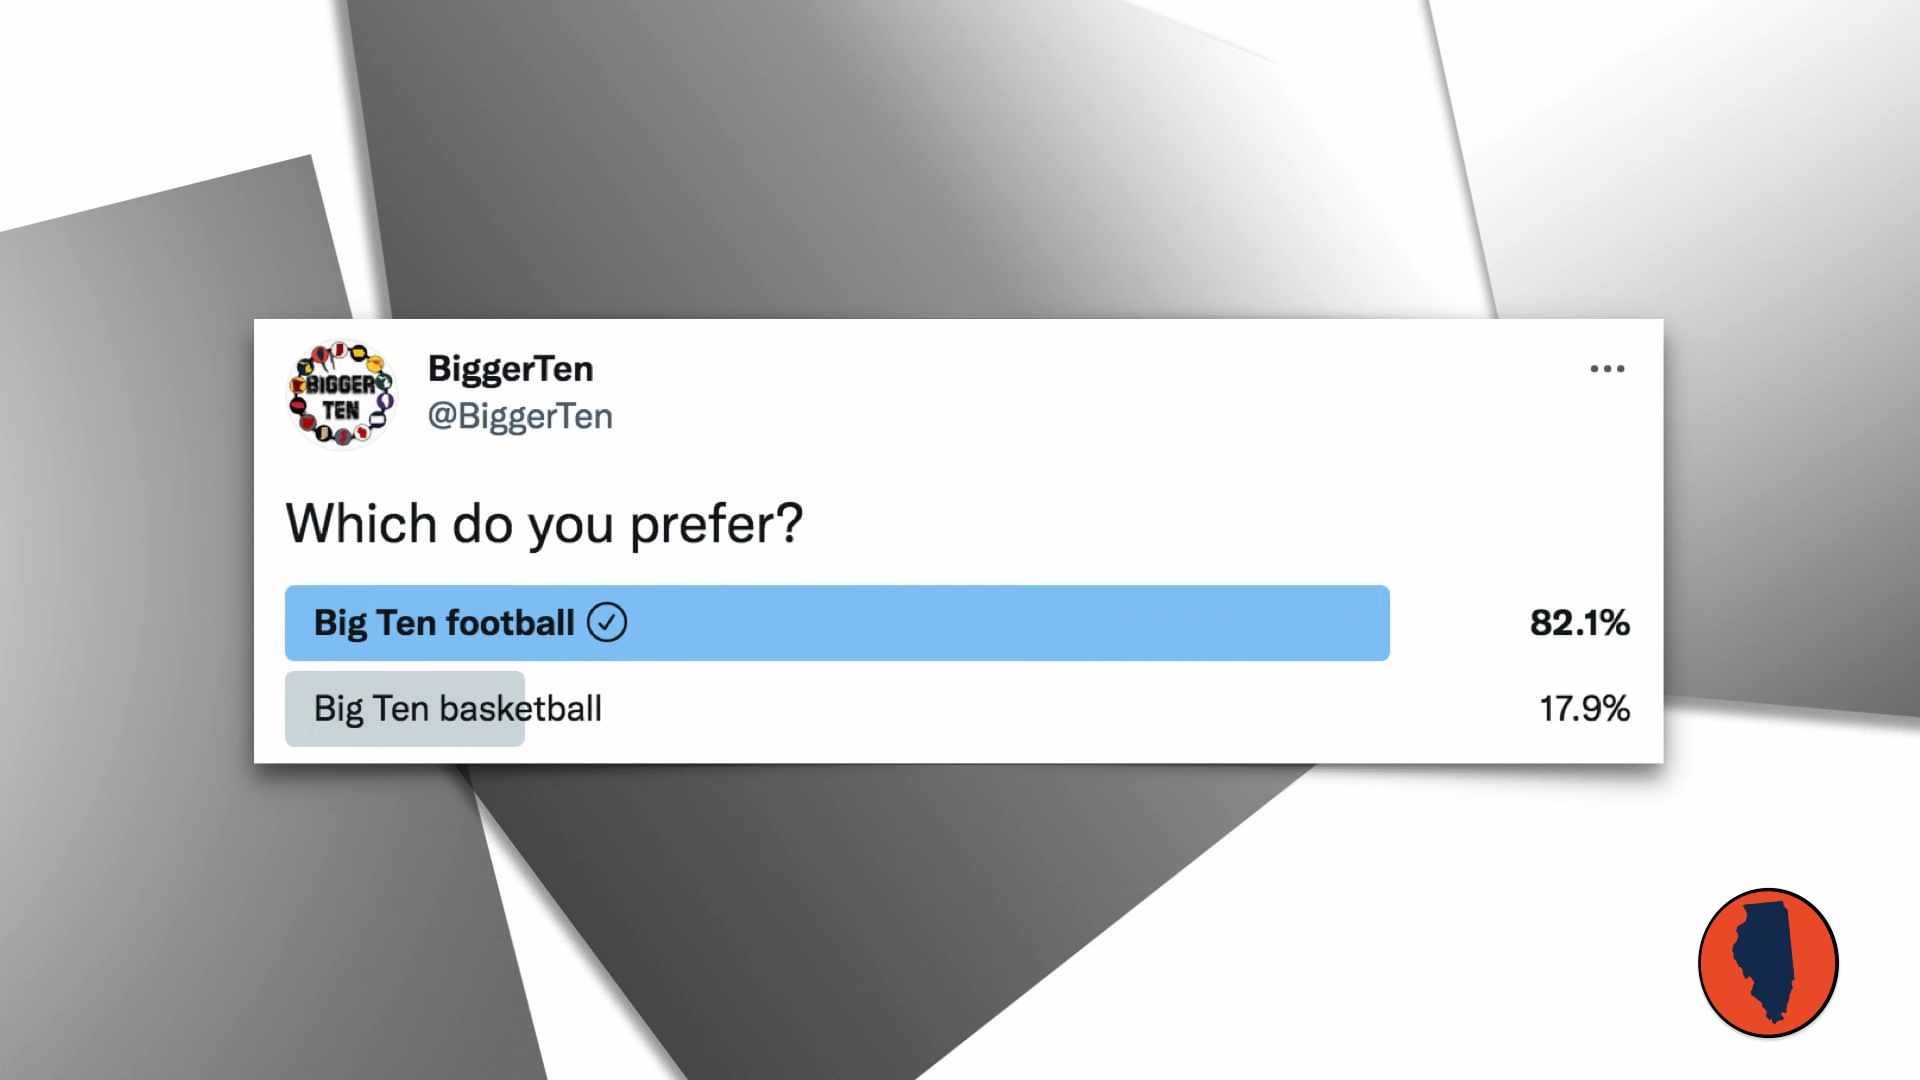 BIGGER
TEN
BiggerTen
@BiggerTen
Which do you prefer?
Big Ten football
82.1%
Big Ten basketball
17.9%